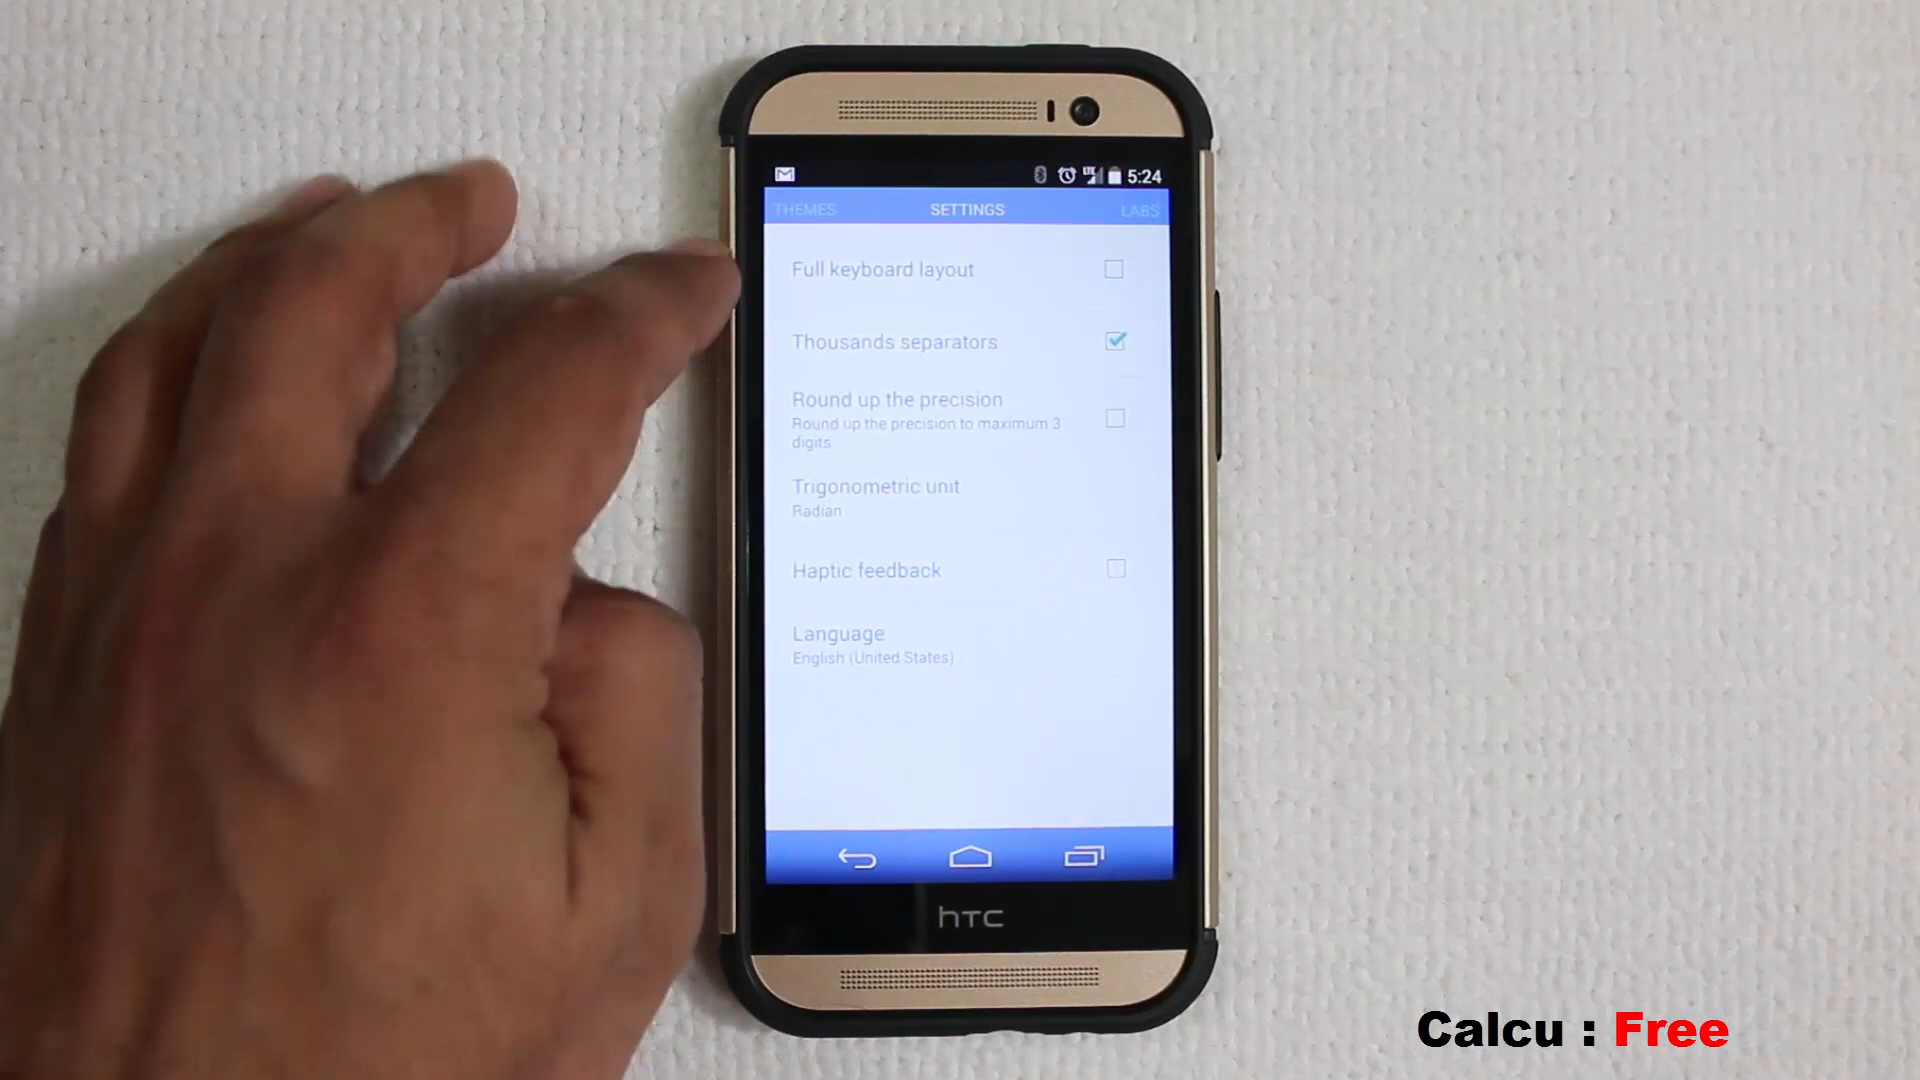 5:24
THEMES SETTINGS LABS
Full keyboard layout
Thousands separators
Round up the precision
Round up the precision to maximum 3
digits.
Trigonometric unit
Radian
Haptic feedback
Language
English (United States)
hTC
Calcu : Free